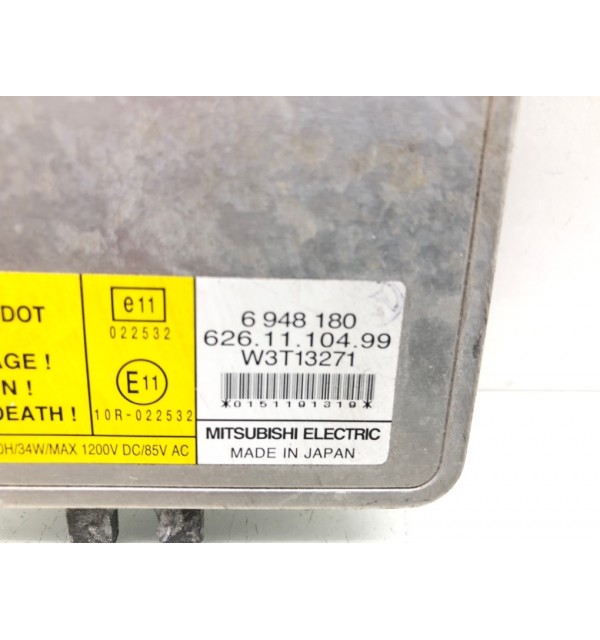 DOT
AGE !
N !
DEATH !
0H/34W/MAX 1200V DC/85V AC
e11
022532
E11
10R-022532
6 948 180
626.11.104.99
W3T13271
*0151191319*
MITSUBISHI ELECTRIC
MADE IN JAPAN